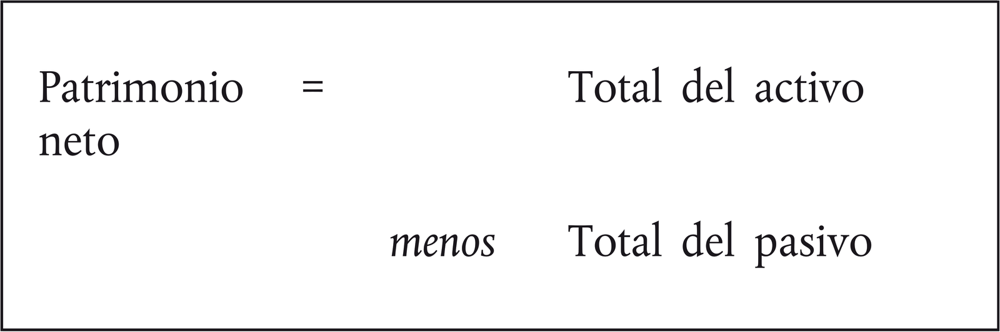 Patrimonio = Total del activo
neto
menos Total del pasivo